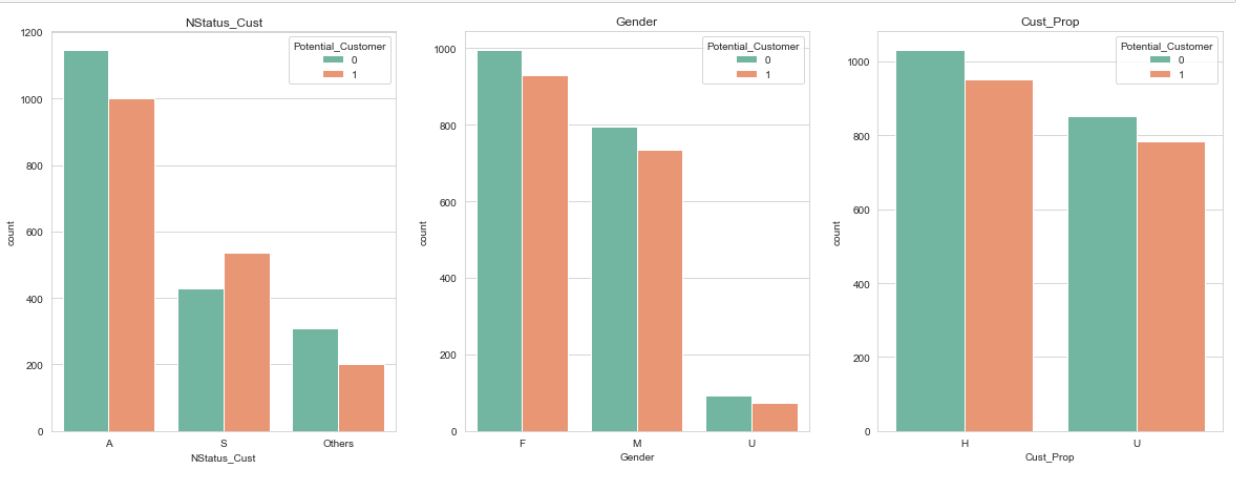 NStatus_Cust
Potential_Customer
0
1
1200
1000
800
600
400
200
0
count
A
S
Others
NStatus_Cust
Gender
Potential_Customer
0
1
1000
800
600
400
200
0
count
F
M
U
Gender
Cust_Prop
Potential_Customer
0
1
1000
800
600
400
200
0
count
H
U
Cust_Prop